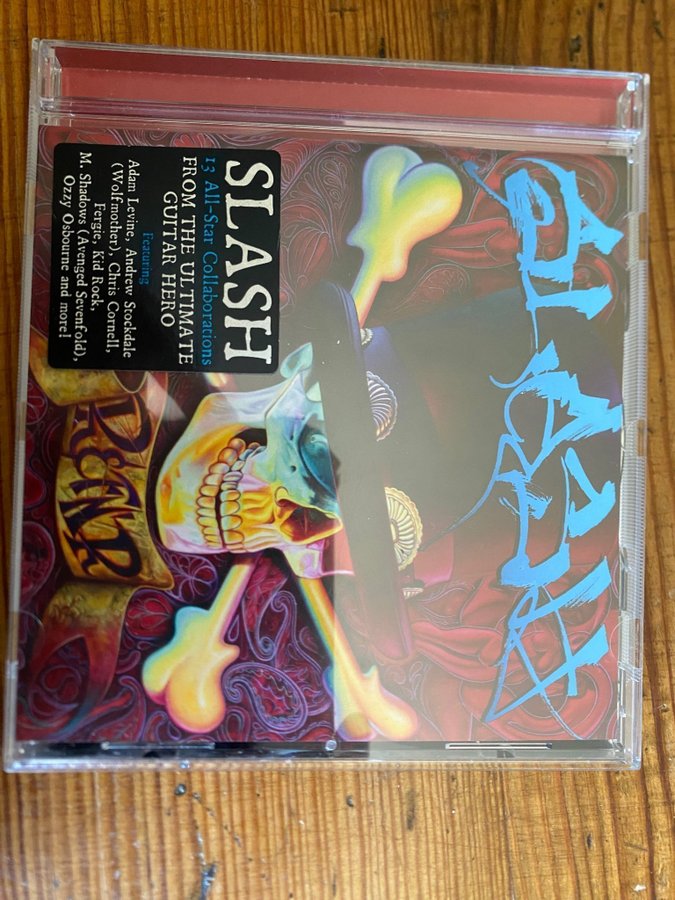 SLASH
SLASH
13 All-Star Collaborations
FROM THE ULTIMATE
GUITAR HERO
Featuring
Adam Levine, Andrew Stockdale
(Wolfmother), Chris Cornell,
Fergie, Kid Rock,
M. Shadows (Avenged Sevenfold),
Ozzy Osbourne and more!
R&FNR